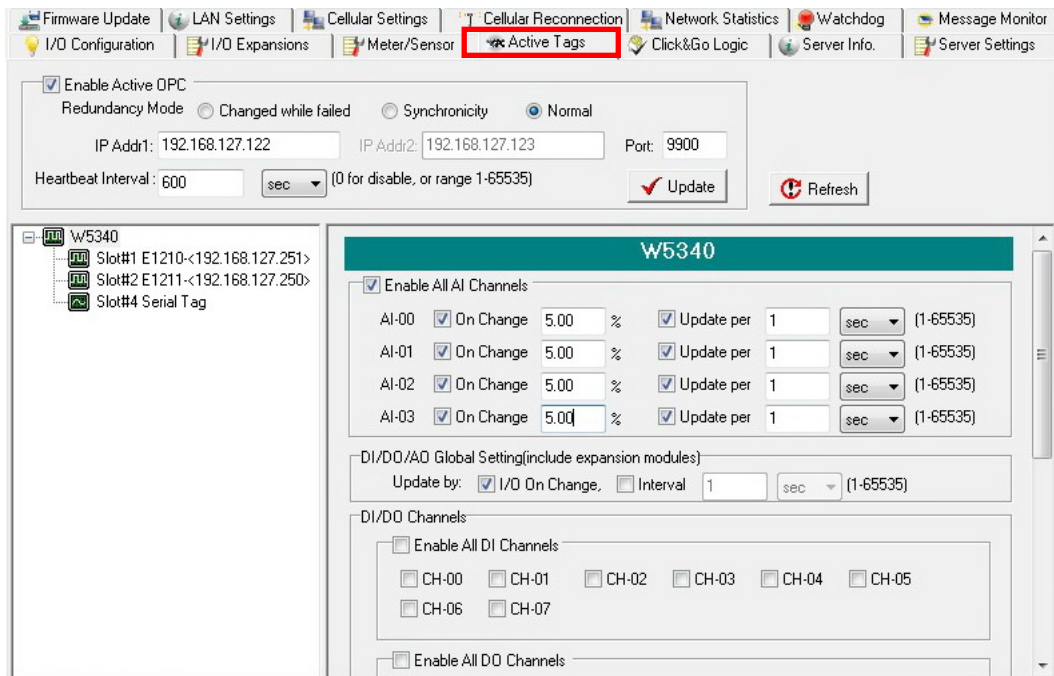 Firmware Update LAN Settings Cellular Settings Cellular Reconnection Network Statistics Watchdog Message Monitor
I/O Configuration I/O Expansions Meter/Sensor Active Tags Click&Go Logic Server Info. Server Settings
Enable Active OPC
Redundancy Mode Changed while failed Synchronicity Normal
IP Addr1: 192.168.127.122 IP Addr2: 192.168.127.123 Port: 9900
Heartbeat Interval : 600 sec (0 for disable, or range 1-65535) Update Refresh
W5340
Slot#1 E1210-<192.168.127.251>
Slot#2 E1211-<192.168.127.250>
Slot#4 Serial Tag
W5340
Enable All AI Channels
AI-00 On Change 5.00 % Update per 1 sec (1-65535)
AI-01 On Change 5.00 % Update per 1 sec (1-65535)
AI-02 On Change 5.00 % Update per 1 sec (1-65535)
AI-03 On Change 5.00 % Update per 1 sec (1-65535)
DI/DO/AO Global Setting(include expansion modules)
Update by: I/O On Change, Interval 1 sec (1-65535)
DI/DO Channels
Enable All DI Channels
CH-00 CH-01 CH-02 CH-03 CH-04 CH-05
CH-06 CH-07
Enable All DO Channels